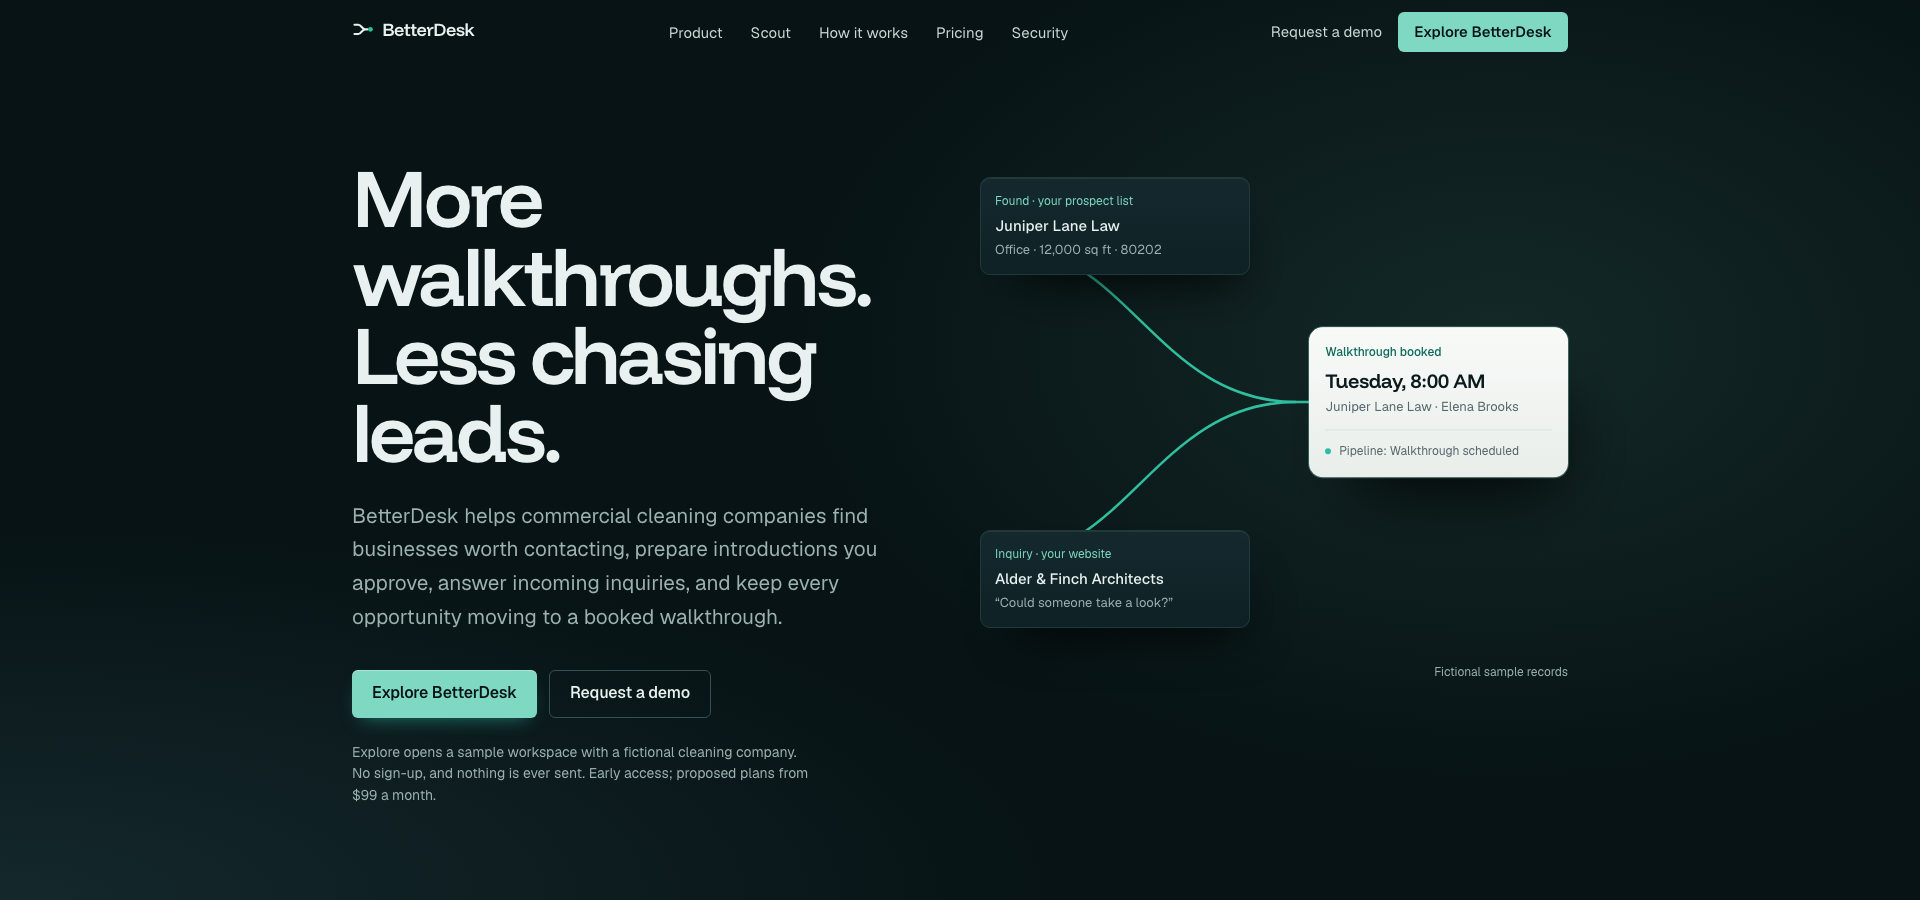 BetterDesk
Product
Scout
How it works
Pricing
Security
Request a demo
Explore BetterDesk
More
walkthroughs.
Less chasing
leads.
BetterDesk helps commercial cleaning companies find
businesses worth contacting, prepare introductions you
approve, answer incoming inquiries, and keep every
opportunity moving to a booked walkthrough.
Explore BetterDesk
Request a demo
Explore opens a sample workspace with a fictional cleaning company.
No sign-up, and nothing is ever sent. Early access; proposed plans from
$99 a month.
Found · your prospect list
Juniper Lane Law
Office · 12,000 sq ft · 80202
Walkthrough booked
Tuesday, 8:00 AM
Juniper Lane Law · Elena Brooks
Pipeline: Walkthrough scheduled
Inquiry · your website
Alder & Finch Architects
“Could someone take a look?”
Fictional sample records